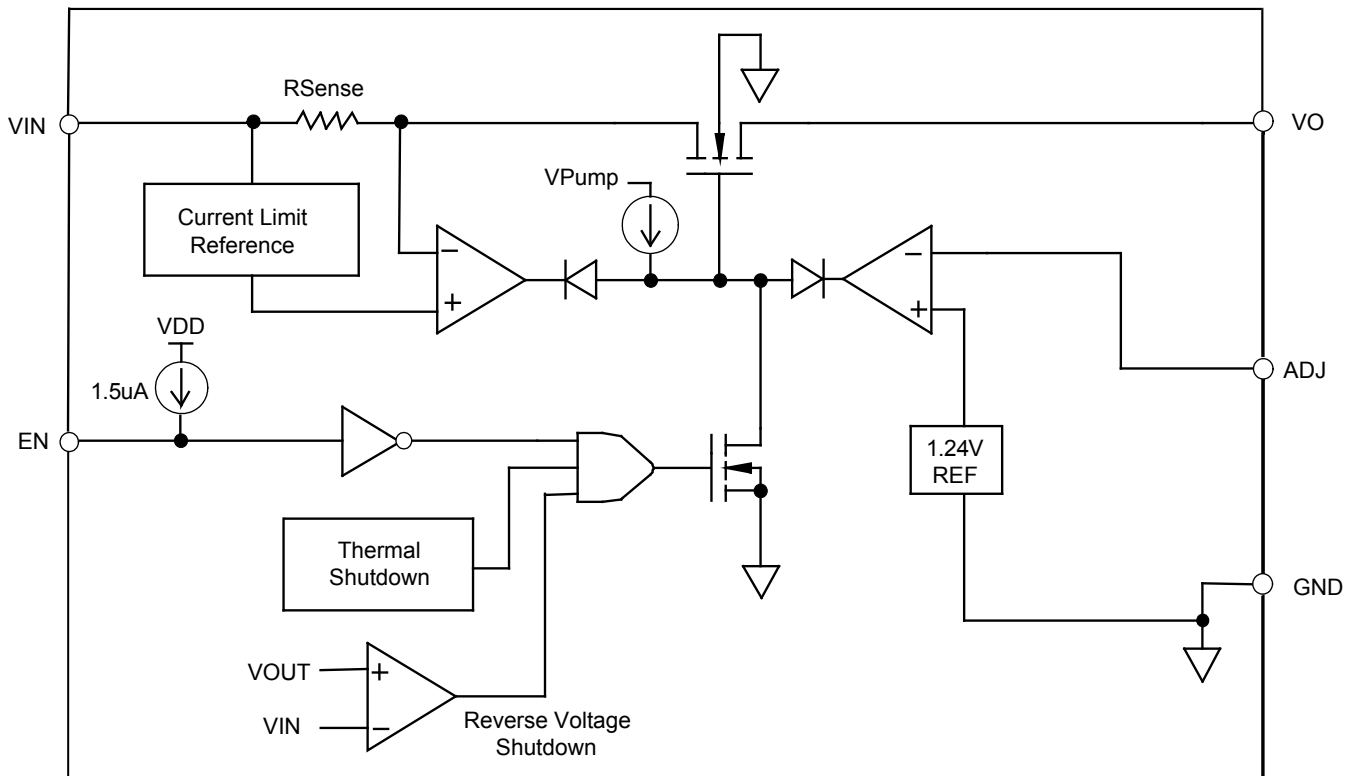 RSense
VIN
VO
VPump
Current Limit
Reference
−
+
−
+
VDD
1.5uA
ADJ
EN
1.24V
REF
Thermal
Shutdown
GND
VOUT
+
VIN
−
Reverse Voltage
Shutdown